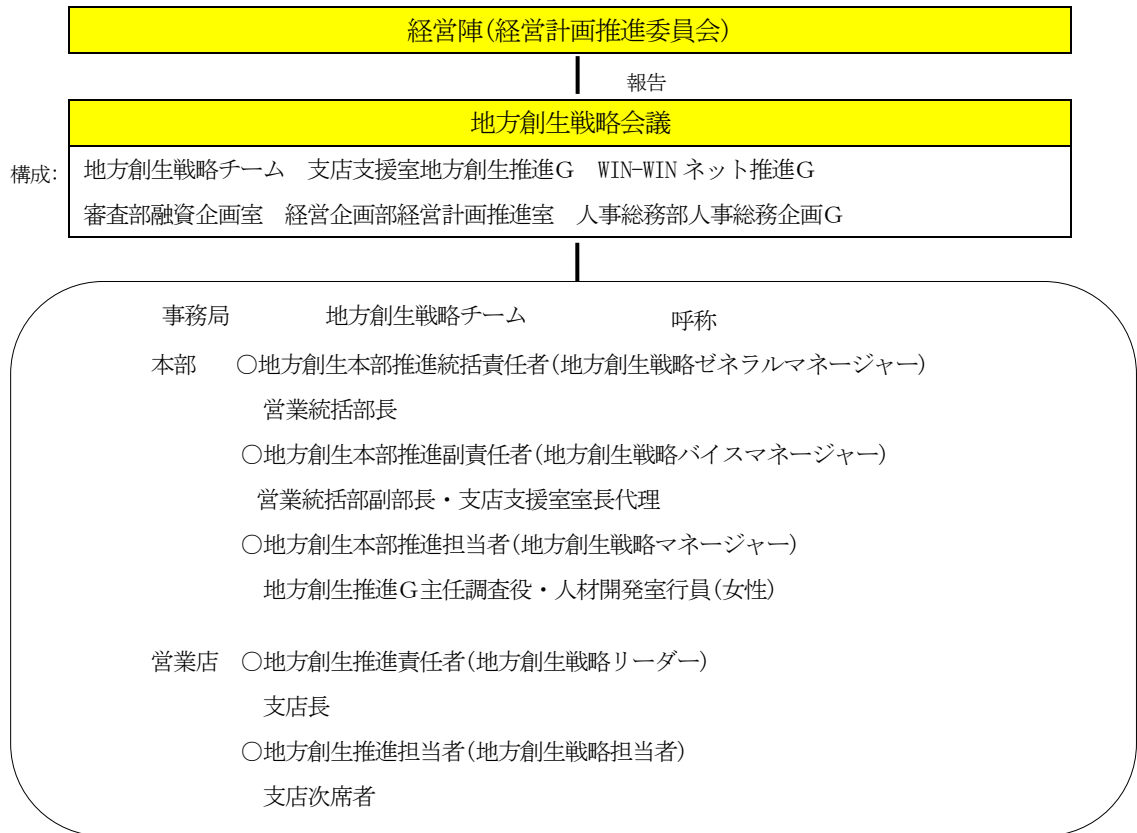 経営陣(経営計画推進委員会)
報告
地方創生戦略会議
構成:
地方創生戦略チーム 支店支援室地方創生推進G WIN-WIN ネット推進G
審査部融資企画室 経営企画部経営計画推進室 人事総務部人事総務企画G
事務局 地方創生戦略チーム 呼称
本部 ○地方創生本部推進統括責任者(地方創生戦略ゼネラルマネージャー)
営業統括部長
○地方創生本部推進副責任者(地方創生戦略バイスマネージャー)
営業統括部副部長・支店支援室室長代理
○地方創生本部推進担当者(地方創生戦略マネージャー)
地方創生推進G主任調査役・人材開発室行員(女性)
営業店 ○地方創生推進責任者(地方創生戦略リーダー)
支店長
○地方創生推進担当者(地方創生戦略担当者)
支店次席者